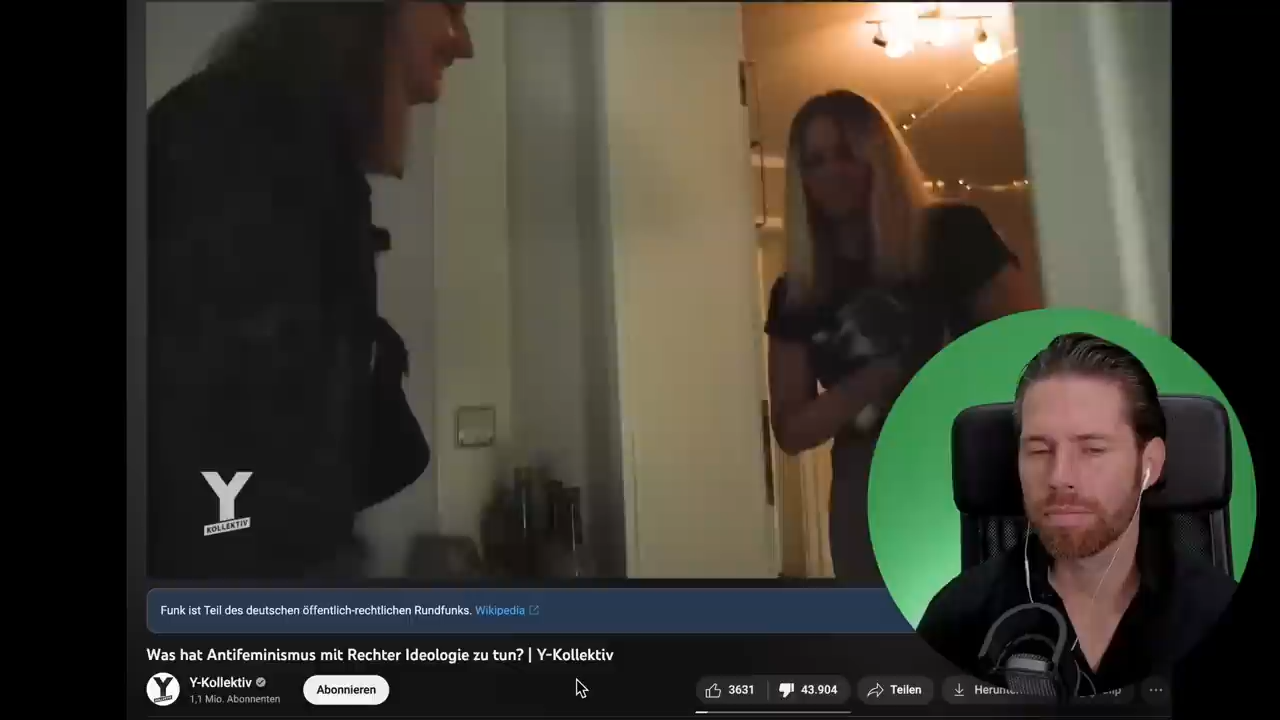 Y
KOLLEKTIV
Funk ist Teil des deutschen öffentlich-rechtlichen Rundfunks. Wikipedia
Was hat Antifeminismus mit Rechter Ideologie zu tun? | Y-Kollektiv
Y-Kollektiv
1,1 Mio. Abonnenten
Abonnieren
3631
43.904
Teilen